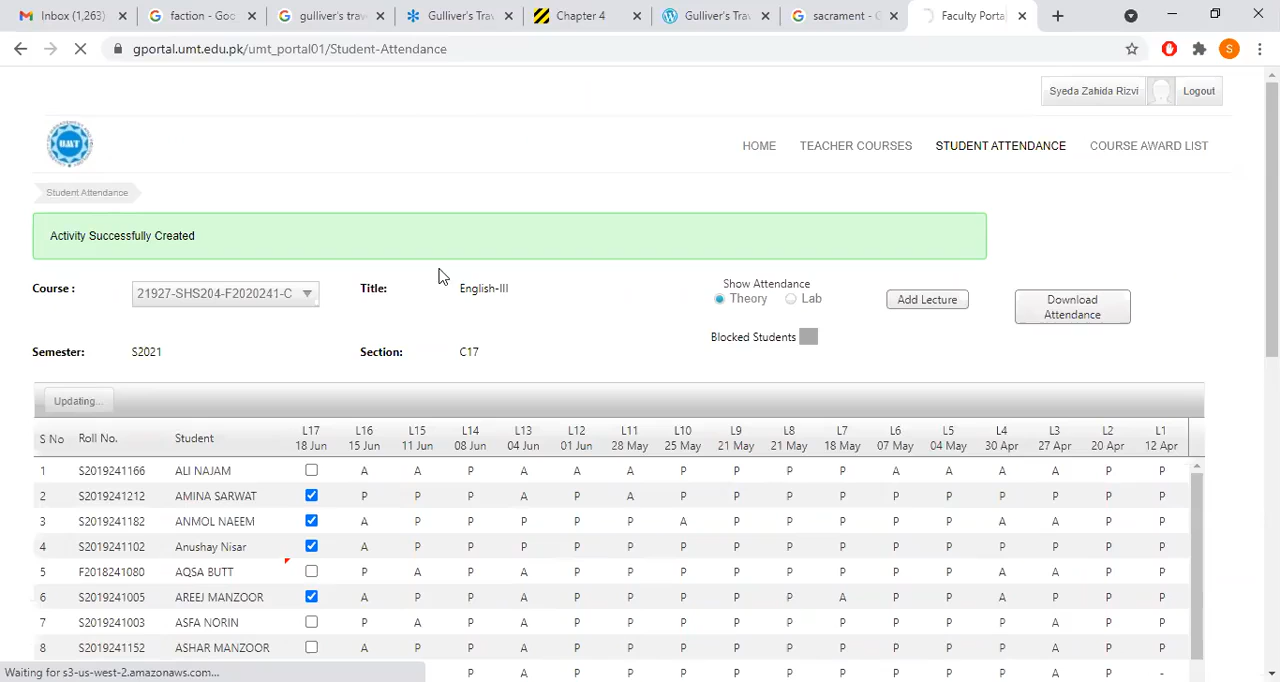 Inbox (1,263)
faction - Goo
gulliver's trav
Gulliver's Tra
Chapter 4
Gulliver's Tra
sacrament - G
Faculty Porta
gportal.umt.edu.pk/umt_portal01/Student-Attendance
S
Syeda Zahida Rizvi
Logout
UMT
HOME
TEACHER COURSES
STUDENT ATTENDANCE
COURSE AWARD LIST
Student Attendance
Activity Successfully Created
Course :
21927-SHS204-F2020241-C
Title:
English-III
Show Attendance
Theory Lab
Add Lecture
Download Attendance
Blocked Students
Semester:
S2021
Section:
C17
Updating...
S No Roll No. Student L17 L16 L15 L14 L13 L12 L11 L10 L9 L8 L7 L6 L5 L4 L3 L2 L1
18 Jun 15 Jun 11 Jun 08 Jun 04 Jun 01 Jun 28 May 25 May 21 May 21 May 18 May 07 May 04 May 30 Apr 27 Apr 20 Apr 12 Apr
1 S2019241166 ALI NAJAM A A P A A A P P P P A A A A P P
2 S2019241212 AMINA SARWAT P P P A P A P P P P P P P A P P
3 S2019241182 ANMOL NAEEM A P P P P P A P P P P P A A P P
4 S2019241102 Anushay Nisar A P P A P P P P P P P P A A P P
5 F2018241080 AQSA BUTT P A P A P P P P P P P P A A P P
6 S2019241005 AREEJ MANZOOR A P P A P P P P P A P P A P P P
7 S2019241003 ASFA NORIN P A P A P P P P P P P P P A P P
8 S2019241152 ASHAR MANZOOR A P P A P P P P P P P P P A P P
P A P P P P P P P P P A P -
Waiting for s3-us-west-2.amazonaws.com...